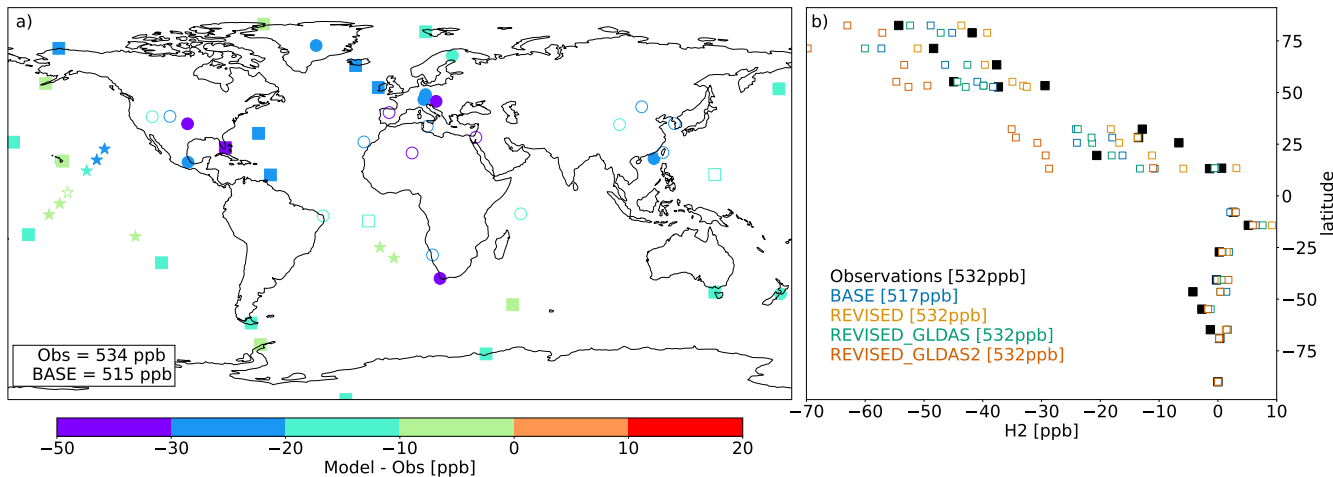 a)
Obs = 534 ppb
BASE = 515 ppb
−50 −30 −20 −10 0 10 20
Model - Obs [ppb]
b)
Observations [532ppb]
BASE [517ppb]
REVISED [532ppb]
REVISED_GLDAS [532ppb]
REVISED_GLDAS2 [532ppb]
75
50
25
0
−25
−50
−75
latitude
−70 −60 −50 −40 −30 −20 −10 0 10
H2 [ppb]